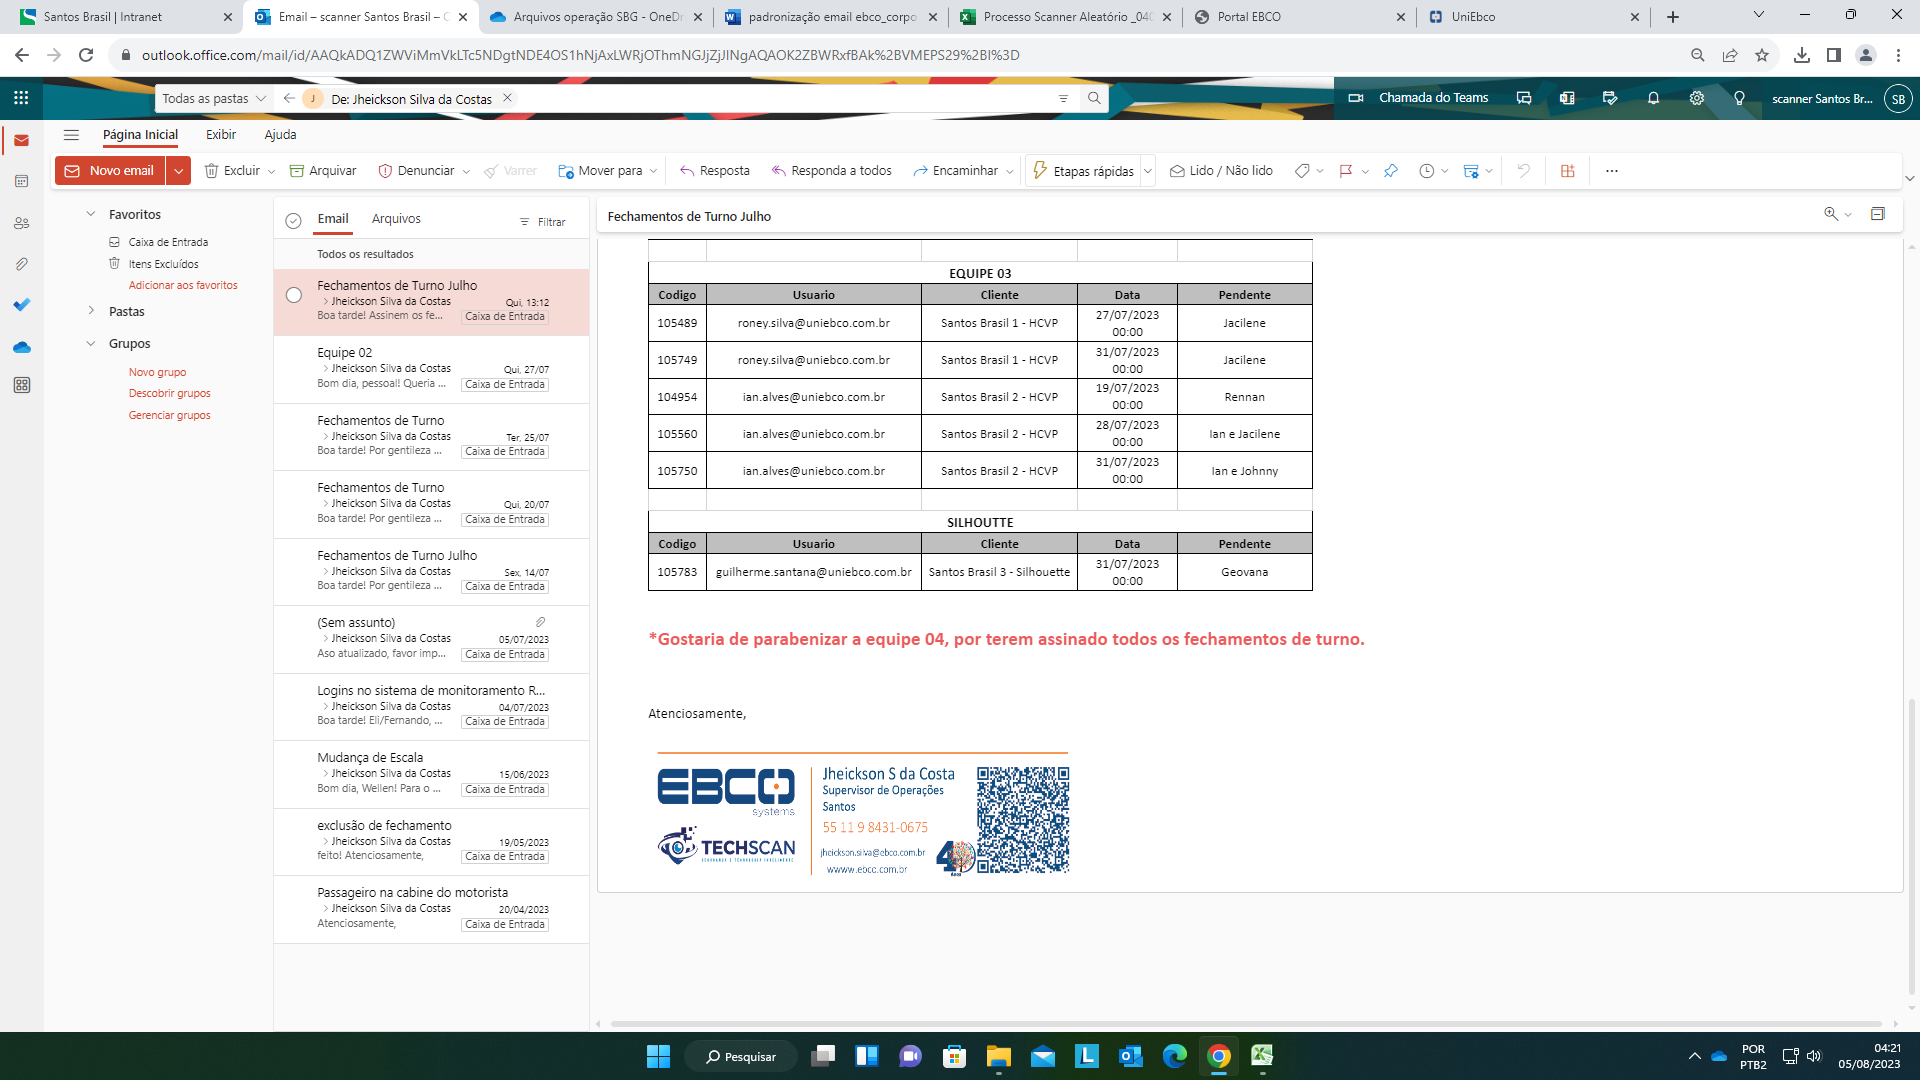 Santos Brasil | Intranet
Email – scanner Santos Brasil – O
Arquivos operação SBG - OneDr
padronização email ebco_corpo
Processo Scanner Aleatório _040
Portal EBCO
UniEbco
outlook.office.com/mail/id/AAQkADQ1ZWViMmVkLTc5NDgtNDE4OS1hNjAxLWRjOThmNGJjZjJlNgAQAOK2ZBWRxfBAk%2BVMEPS29%2BI%3D
Todas as pastas
J
De: Jheickson Silva da Costas
Chamada do Teams
scanner Santos Br...
SB
Página Inicial
Exibir
Ajuda
Novo email
Excluir
Arquivar
Denunciar
Varrer
Mover para
Resposta
Responda a todos
Encaminhar
Etapas rápidas
Lido / Não lido
Favoritos
Caixa de Entrada
Itens Excluídos
Adicionar aos favoritos
Pastas
Grupos
Novo grupo
Descobrir grupos
Gerenciar grupos
Email
Arquivos
Filtrar
Todos os resultados
Fechamentos de Turno Julho
Jheickson Silva da Costas
Qui, 13:12
Boa tarde! Assinem os fe...
Caixa de Entrada
Equipe 02
Jheickson Silva da Costas
Qui, 27/07
Bom dia, pessoal! Queria ...
Caixa de Entrada
Fechamentos de Turno
Jheickson Silva da Costas
Ter, 25/07
Boa tarde! Por gentileza ...
Caixa de Entrada
Fechamentos de Turno
Jheickson Silva da Costas
Qui, 20/07
Boa tarde! Por gentileza ...
Caixa de Entrada
Fechamentos de Turno Julho
Jheickson Silva da Costas
Sex, 14/07
Boa tarde! Por gentileza ...
Caixa de Entrada
(Sem assunto)
Jheickson Silva da Costas
05/07/2023
Aso atualizado, favor imp...
Caixa de Entrada
Logins no sistema de monitoramento R...
Jheickson Silva da Costas
04/07/2023
Boa tarde! Eli/Fernando, ...
Caixa de Entrada
Mudança de Escala
Jheickson Silva da Costas
15/06/2023
Bom dia, Wellen! Para o ...
Caixa de Entrada
exclusão de fechamento
Jheickson Silva da Costas
19/05/2023
feito! Atenciosamente,
Caixa de Entrada
Passageiro na cabine do motorista
Jheickson Silva da Costas
20/04/2023
Atenciosamente,
Caixa de Entrada
Fechamentos de Turno Julho
EQUIPE 03
Codigo Usuario Cliente Data Pendente
105489 roney.silva@uniebco.com.br Santos Brasil 1 - HCVP 27/07/2023 00:00 Jacilene
105749 roney.silva@uniebco.com.br Santos Brasil 1 - HCVP 31/07/2023 00:00 Jacilene
104954 ian.alves@uniebco.com.br Santos Brasil 2 - HCVP 19/07/2023 00:00 Rennan
105560 ian.alves@uniebco.com.br Santos Brasil 2 - HCVP 28/07/2023 00:00 Ian e Jacilene
105750 ian.alves@uniebco.com.br Santos Brasil 2 - HCVP 31/07/2023 00:00 Ian e Johnny
SILHOUTTE
Codigo Usuario Cliente Data Pendente
105783 guilherme.santana@uniebco.com.br Santos Brasil 3 - Silhouette 31/07/2023 00:00 Geovana
*Gostaria de parabenizar a equipe 04, por terem assinado todos os fechamentos de turno.
Atenciosamente,
EBCO
systems
TECHSCAN
Jheickson S da Costa
Supervisor de Operações
Santos
55 11 9 8431-0675
jheickson.silva@ebco.com.br
www.ebco.com.br
40
Anos
Pesquisar
POR
PTB2
04:21
05/08/2023